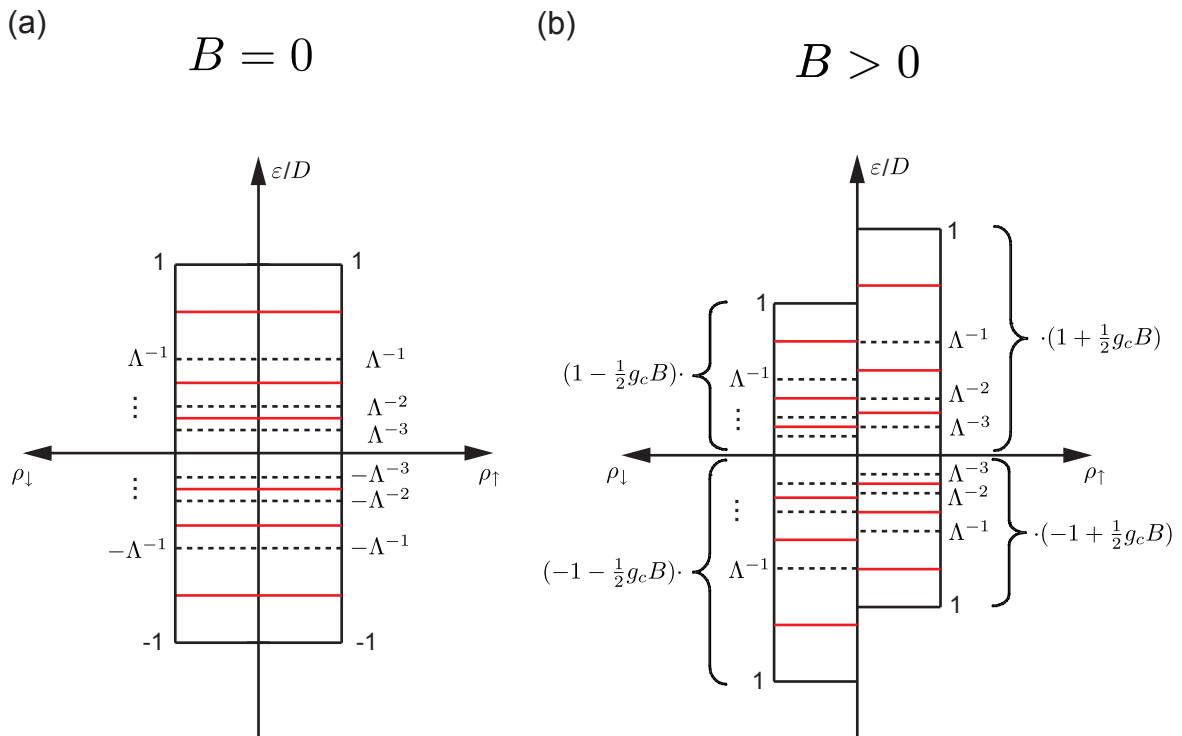 (a)
B = 0
ε/D
1
1
Λ⁻¹
Λ⁻¹
⋮
Λ⁻²
Λ⁻³
ρ↓
ρ↑
⋮
−Λ⁻³
−Λ⁻²
−Λ⁻¹
−Λ⁻¹
-1
-1
(b)
B > 0
ε/D
1
1
(1 − ½g_cB)·
Λ⁻¹
⋮
Λ⁻¹
Λ⁻²
Λ⁻³
·(1 + ½g_cB)
ρ↓
ρ↑
⋮
Λ⁻³
Λ⁻²
Λ⁻¹
·(−1 + ½g_cB)
(−1 − ½g_cB)·
Λ⁻¹
1
1